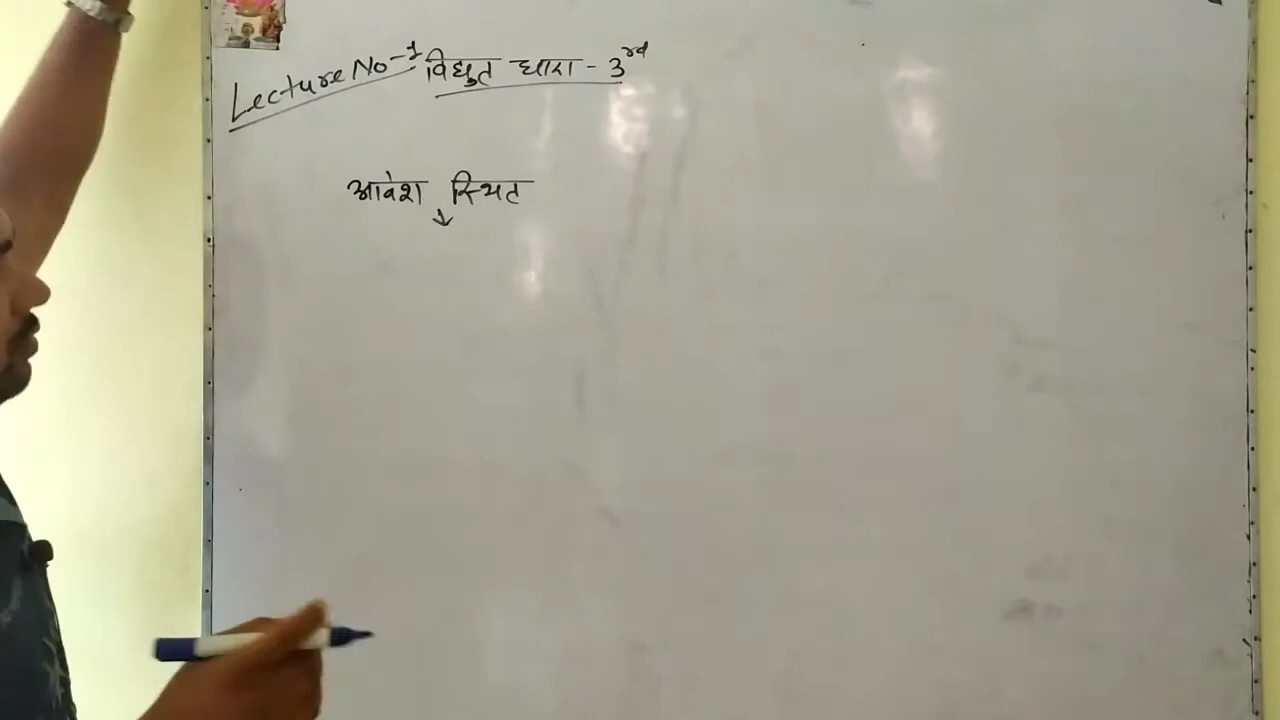 Lecture No-1 विद्युत धारा - 3rd
आवेश स्थित